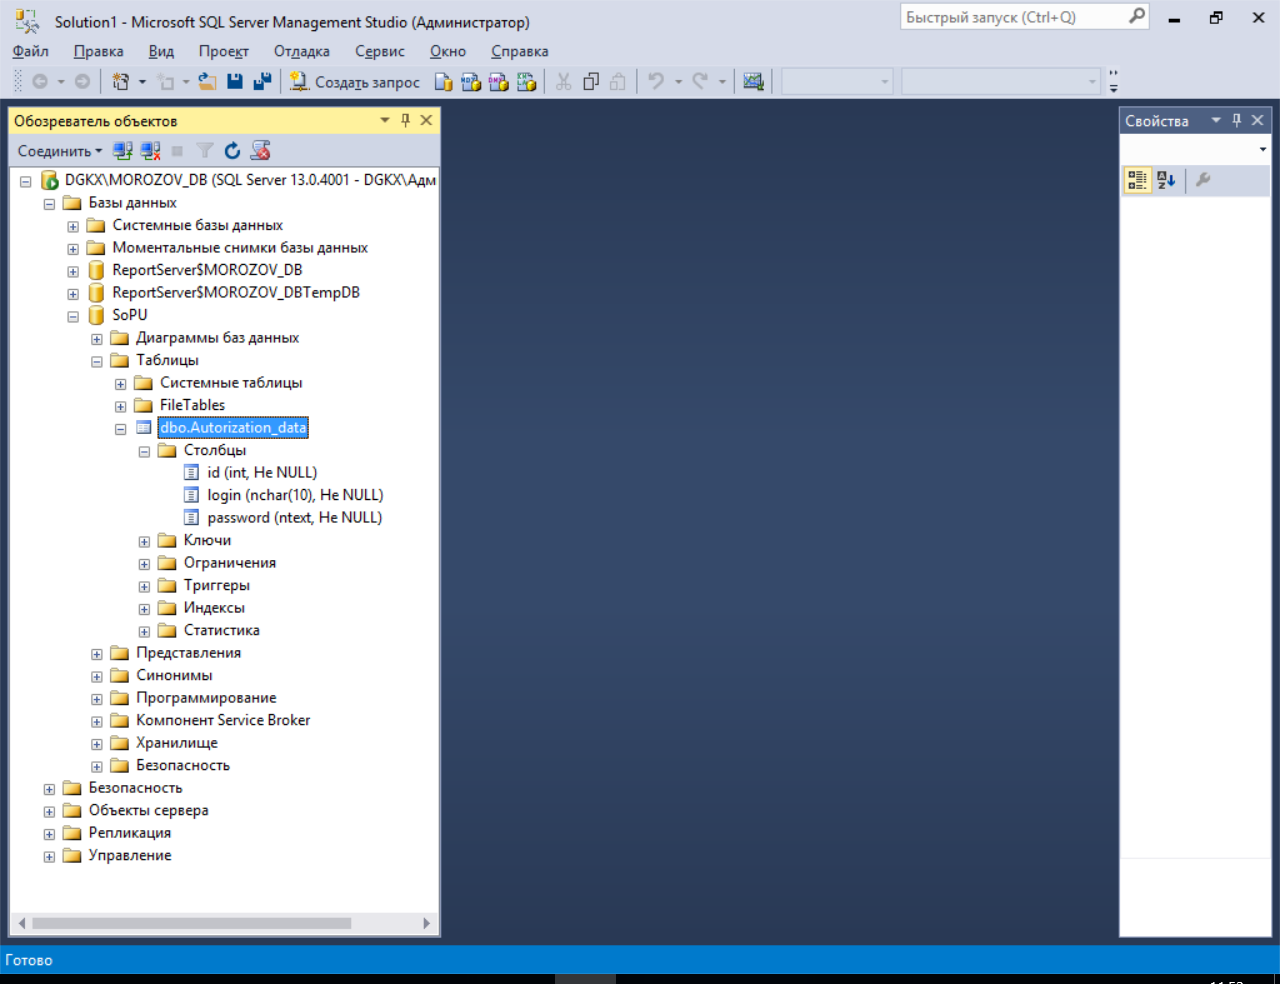 Solution1 - Microsoft SQL Server Management Studio (Администратор)
Быстрый запуск (Ctrl+Q)
Файл Правка Вид Проект Отладка Сервис Окно Справка
Создать запрос
Обозреватель объектов
Свойства
Соединить
DGKX\MOROZOV_DB (SQL Server 13.0.4001 - DGKX\Адм
Базы данных
Системные базы данных
Моментальные снимки базы данных
ReportServer$MOROZOV_DB
ReportServer$MOROZOV_DBTempDB
SoPU
Диаграммы баз данных
Таблицы
Системные таблицы
FileTables
dbo.Autorization_data
Столбцы
id (int, Не NULL)
login (nchar(10), Не NULL)
password (ntext, Не NULL)
Ключи
Ограничения
Триггеры
Индексы
Статистика
Представления
Синонимы
Программирование
Компонент Service Broker
Хранилище
Безопасность
Безопасность
Объекты сервера
Репликация
Управление
Готово